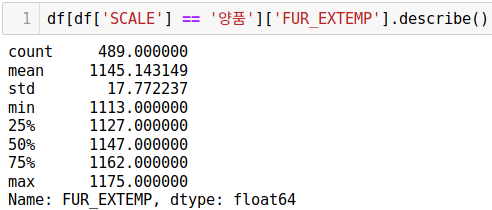 1 df[df['SCALE'] == '양품']['FUR_EXTEMP'].describe()
count 489.000000
mean 1145.143149
std 17.772237
min 1113.000000
25% 1127.000000
50% 1147.000000
75% 1162.000000
max 1175.000000
Name: FUR_EXTEMP, dtype: float64